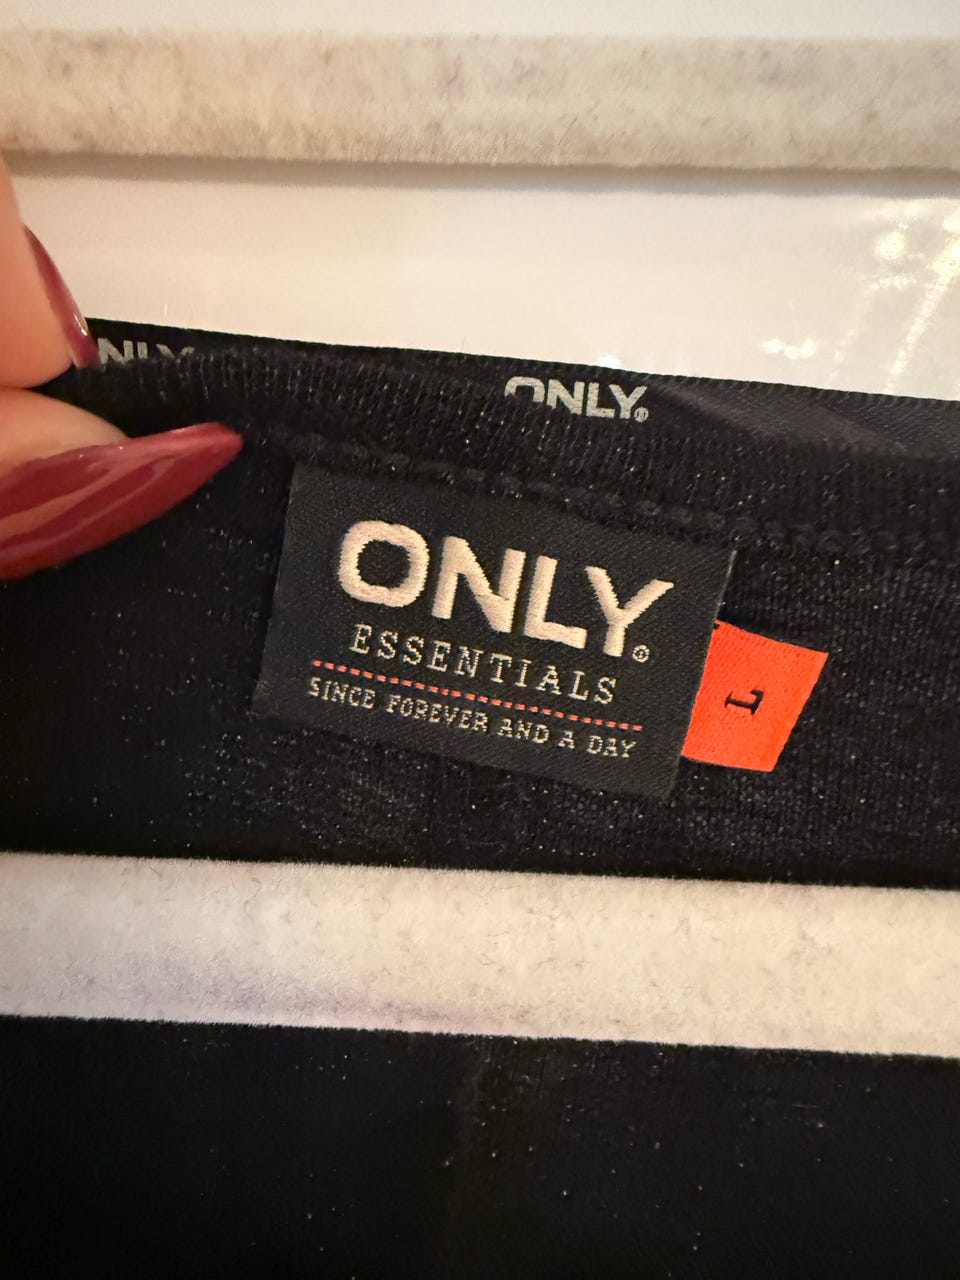 ONLY
ONLY®
ONLY®
ESSENTIALS
SINCE FOREVER AND A DAY
L